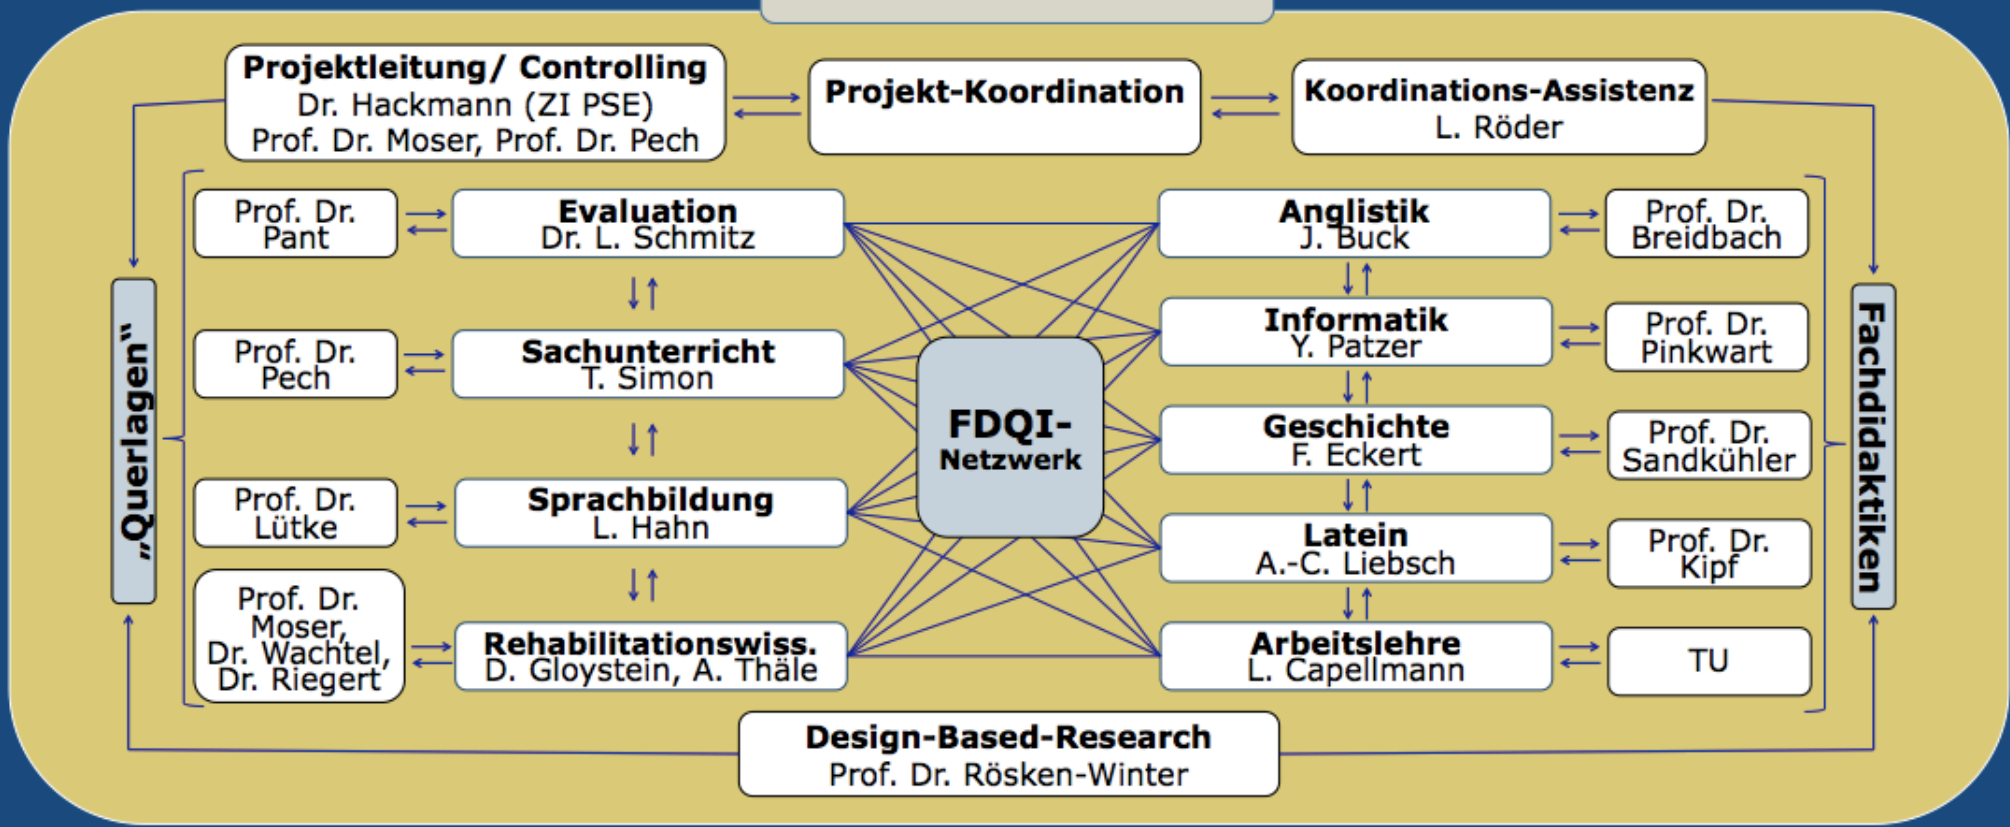 Projektleitung/ Controlling
Dr. Hackmann (ZI PSE)
Prof. Dr. Moser, Prof. Dr. Pech
Projekt-Koordination
Koordinations-Assistenz
L. Röder
„Querlagen“
Prof. Dr.
Pant
Evaluation
Dr. L. Schmitz
Prof. Dr.
Pech
Sachunterricht
T. Simon
Prof. Dr.
Lütke
Sprachbildung
L. Hahn
Prof. Dr.
Moser,
Dr. Wachtel,
Dr. Riegert
Rehabilitationswiss.
D. Gloystein, A. Thäle
FDQI-
Netzwerk
Anglistik
J. Buck
Prof. Dr.
Breidbach
Informatik
Y. Patzer
Prof. Dr.
Pinkwart
Geschichte
F. Eckert
Prof. Dr.
Sandkühler
Latein
A.-C. Liebsch
Prof. Dr.
Kipf
Arbeitslehre
L. Capellmann
TU
Fachdidaktiken
Design-Based-Research
Prof. Dr. Rösken-Winter